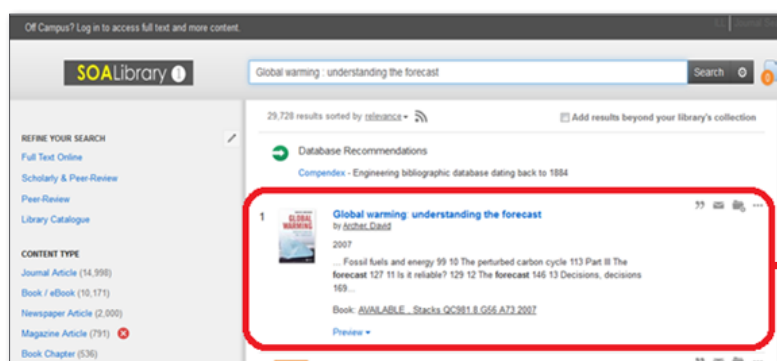 Off Campus? Log in to access full text and more content.
SOALibrary
Global warming : understanding the forecast
Search
29,728 results sorted by relevance
Add results beyond your library's collection
REFINE YOUR SEARCH
Full Text Online
Scholarly & Peer-Review
Peer-Review
Library Catalogue
CONTENT TYPE
Journal Article (14,998)
Book / eBook (10,171)
Newspaper Article (2,000)
Magazine Article (791)
Book Chapter (536)
Database Recommendations
Compendex - Engineering bibliographic database dating back to 1884
1
GLOBAL
WARMING
Global warming: understanding the forecast
by Archer, David
2007
... Fossil fuels and energy 99 10 The perturbed carbon cycle 113 Part III The
forecast 127 11 Is it reliable? 129 12 The forecast 146 13 Decisions, decisions
169...
Book: AVAILABLE , Stacks QC981.8 G56 A73 2007
Preview